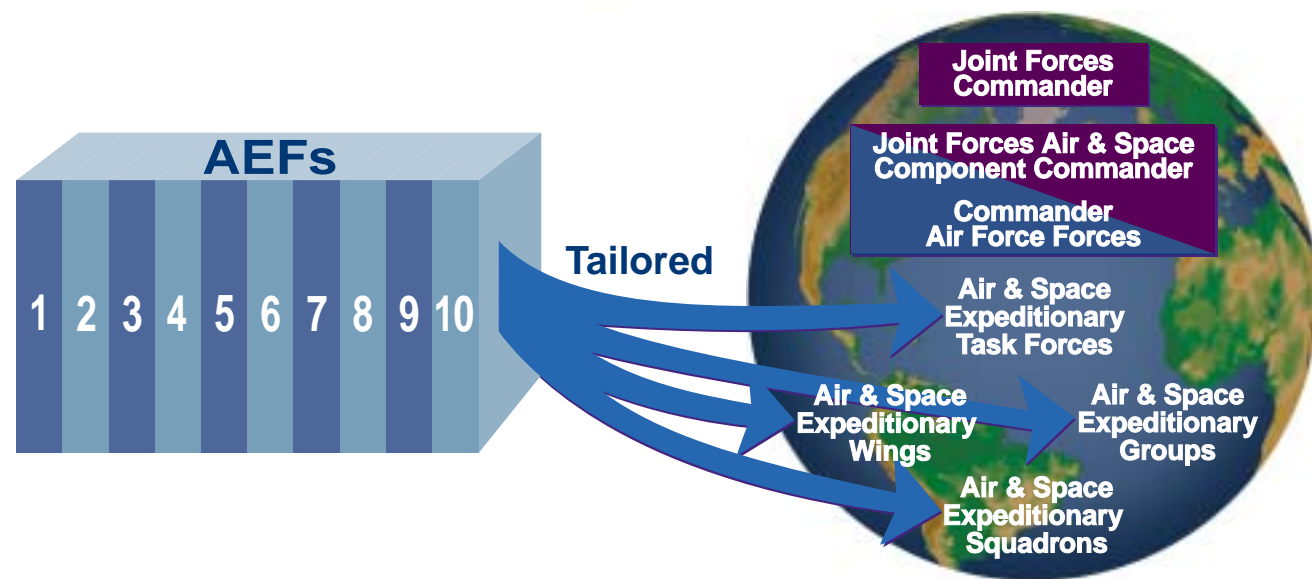 AEFs
1 2 3 4 5 6 7 8 9 10
Tailored
Joint Forces
Commander
Joint Forces Air & Space
Component Commander
Commander
Air Force Forces
Air & Space
Expeditionary
Task Forces
Air & Space
Expeditionary
Wings
Air & Space
Expeditionary
Groups
Air & Space
Expeditionary
Squadrons